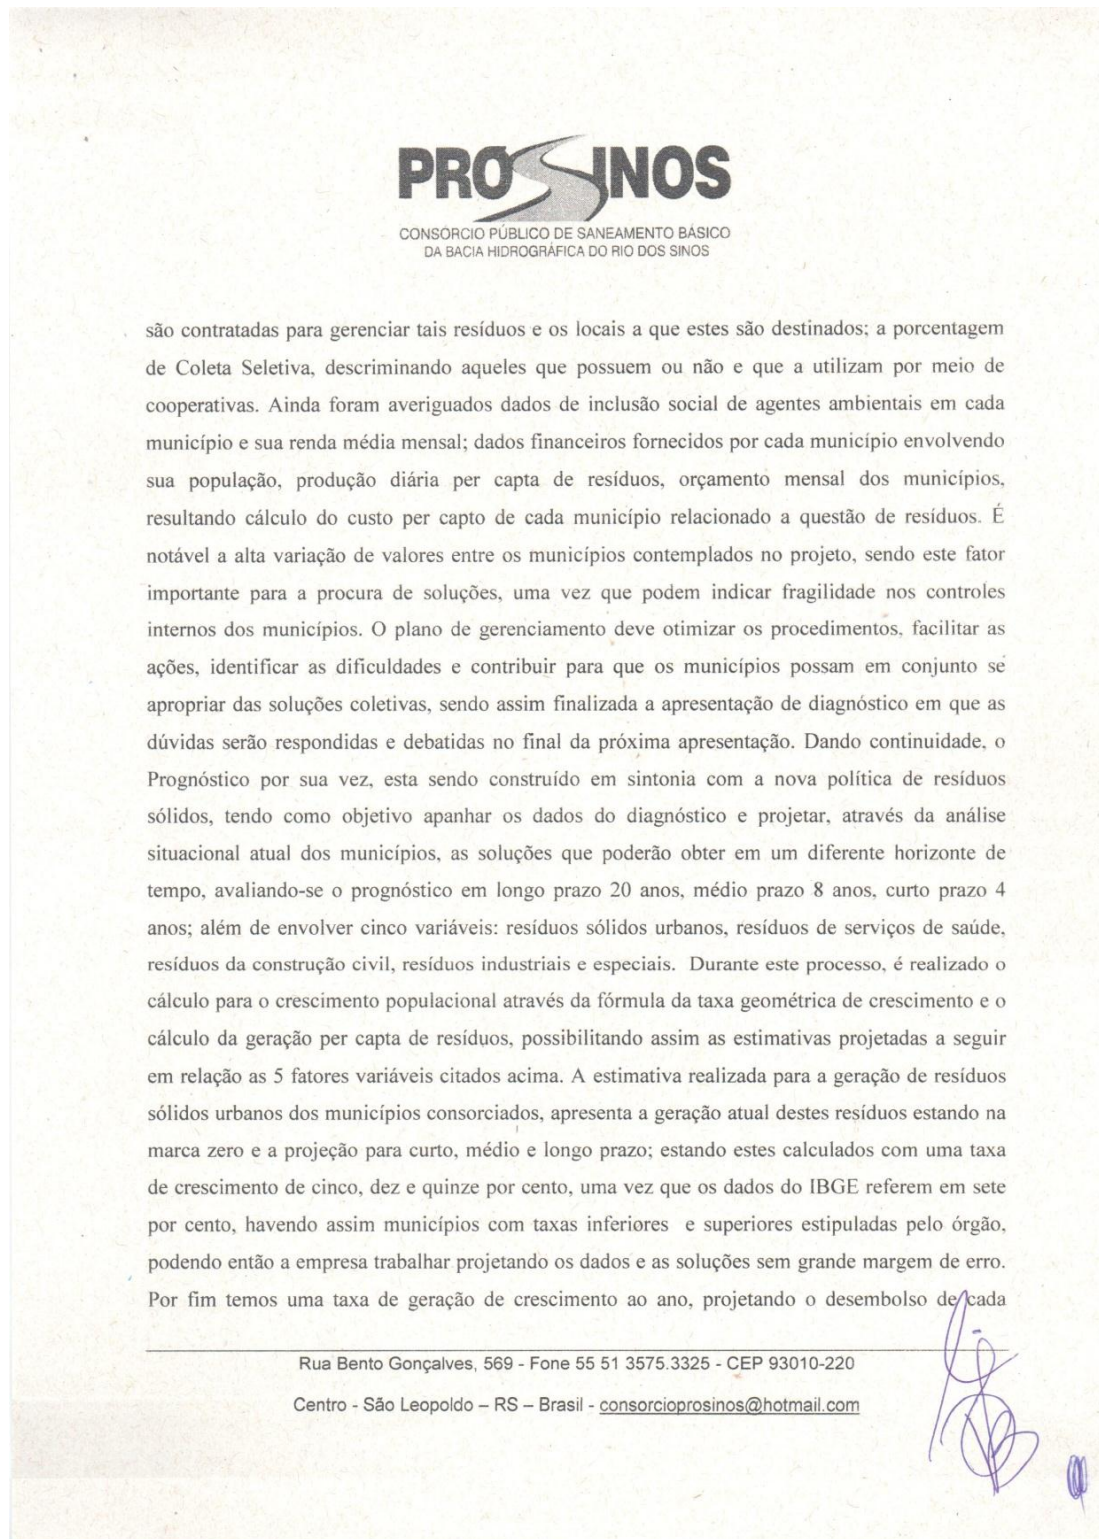 PROSINOS
CONSÓRCIO PÚBLICO DE SANEAMENTO BÁSICO
DA BACIA HIDROGRÁFICA DO RIO DOS SINOS
são contratadas para gerenciar tais resíduos e os locais a que estes são destinados; a porcentagem
de Coleta Seletiva, descriminando aqueles que possuem ou não e que a utilizam por meio de
cooperativas. Ainda foram averiguados dados de inclusão social de agentes ambientais em cada
município e sua renda média mensal; dados financeiros fornecidos por cada município envolvendo
sua população, produção diária per capta de resíduos, orçamento mensal dos municípios,
resultando cálculo do custo per capto de cada município relacionado a questão de resíduos. É
notável a alta variação de valores entre os municípios contemplados no projeto, sendo este fator
importante para a procura de soluções, uma vez que podem indicar fragilidade nos controles
internos dos municípios. O plano de gerenciamento deve otimizar os procedimentos, facilitar as
ações, identificar as dificuldades e contribuir para que os municípios possam em conjunto se
apropriar das soluções coletivas, sendo assim finalizada a apresentação de diagnóstico em que as
dúvidas serão respondidas e debatidas no final da próxima apresentação. Dando continuidade, o
Prognóstico por sua vez, esta sendo construído em sintonia com a nova política de resíduos
sólidos, tendo como objetivo apanhar os dados do diagnóstico e projetar, através da análise
situacional atual dos municípios, as soluções que poderão obter em um diferente horizonte de
tempo, avaliando-se o prognóstico em longo prazo 20 anos, médio prazo 8 anos, curto prazo 4
anos; além de envolver cinco variáveis: resíduos sólidos urbanos, resíduos de serviços de saúde,
resíduos da construção civil, resíduos industriais e especiais. Durante este processo, é realizado o
cálculo para o crescimento populacional através da fórmula da taxa geométrica de crescimento e o
cálculo da geração per capta de resíduos, possibilitando assim as estimativas projetadas a seguir
em relação as 5 fatores variáveis citados acima. A estimativa realizada para a geração de resíduos
sólidos urbanos dos municípios consorciados, apresenta a geração atual destes resíduos estando na
marca zero e a projeção para curto, médio e longo prazo; estando estes calculados com uma taxa
de crescimento de cinco, dez e quinze por cento, uma vez que os dados do IBGE referem em sete
por cento, havendo assim municípios com taxas inferiores e superiores estipuladas pelo órgão,
podendo então a empresa trabalhar projetando os dados e as soluções sem grande margem de erro.
Por fim temos uma taxa de geração de crescimento ao ano, projetando o desembolso de cada
Rua Bento Gonçalves, 569 - Fone 55 51 3575.3325 - CEP 93010-220
Centro - São Leopoldo – RS – Brasil - consorcioprosinos@hotmail.com